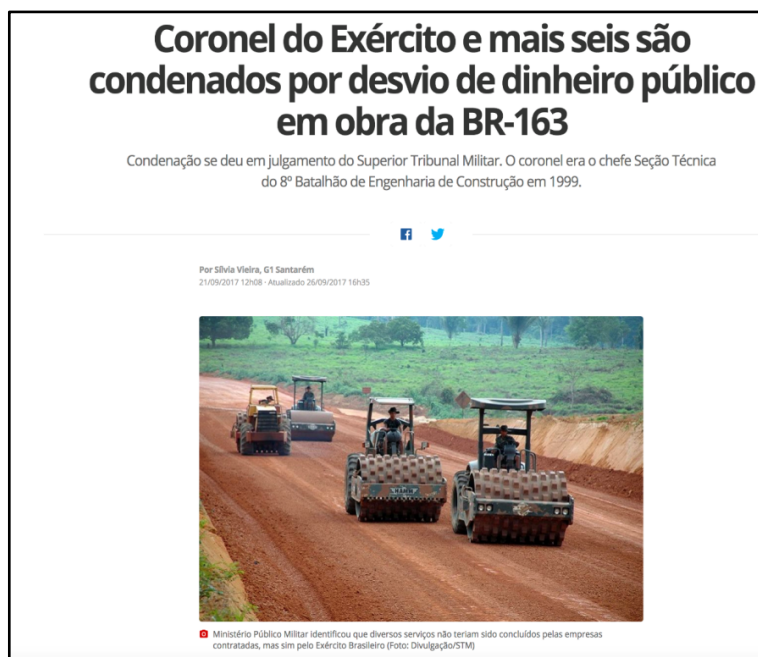 Coronel do Exército e mais seis são
condenados por desvio de dinheiro público
em obra da BR-163
Condenação se deu em julgamento do Superior Tribunal Militar. O coronel era o chefe Seção Técnica
do 8º Batalhão de Engenharia de Construção em 1999.
Por Sílvia Vieira, G1 Santarém
21/09/2017 12h08 · Atualizado 26/09/2017 16h35
HAMM
Ministério Público Militar identificou que diversos serviços não teriam sido concluídos pelas empresas
contratadas, mas sim pelo Exército Brasileiro (Foto: Divulgação/STM)